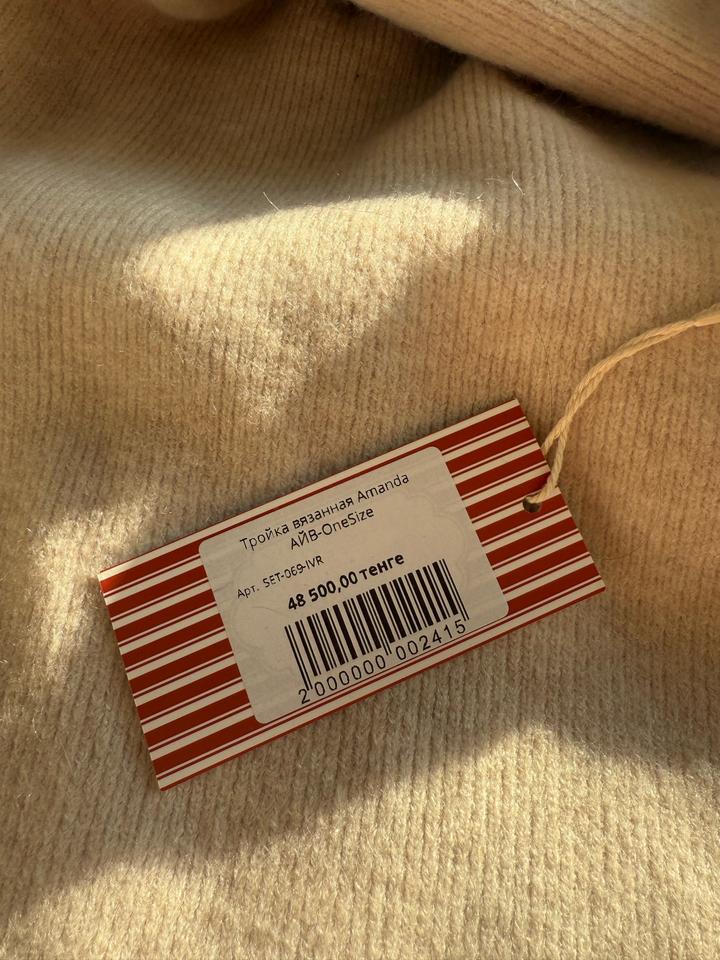 Тройка вязанная Amanda
АЙВ-OneSize
Арт. SET-069-IVR
48 500,00 тенге
2 000000 002415